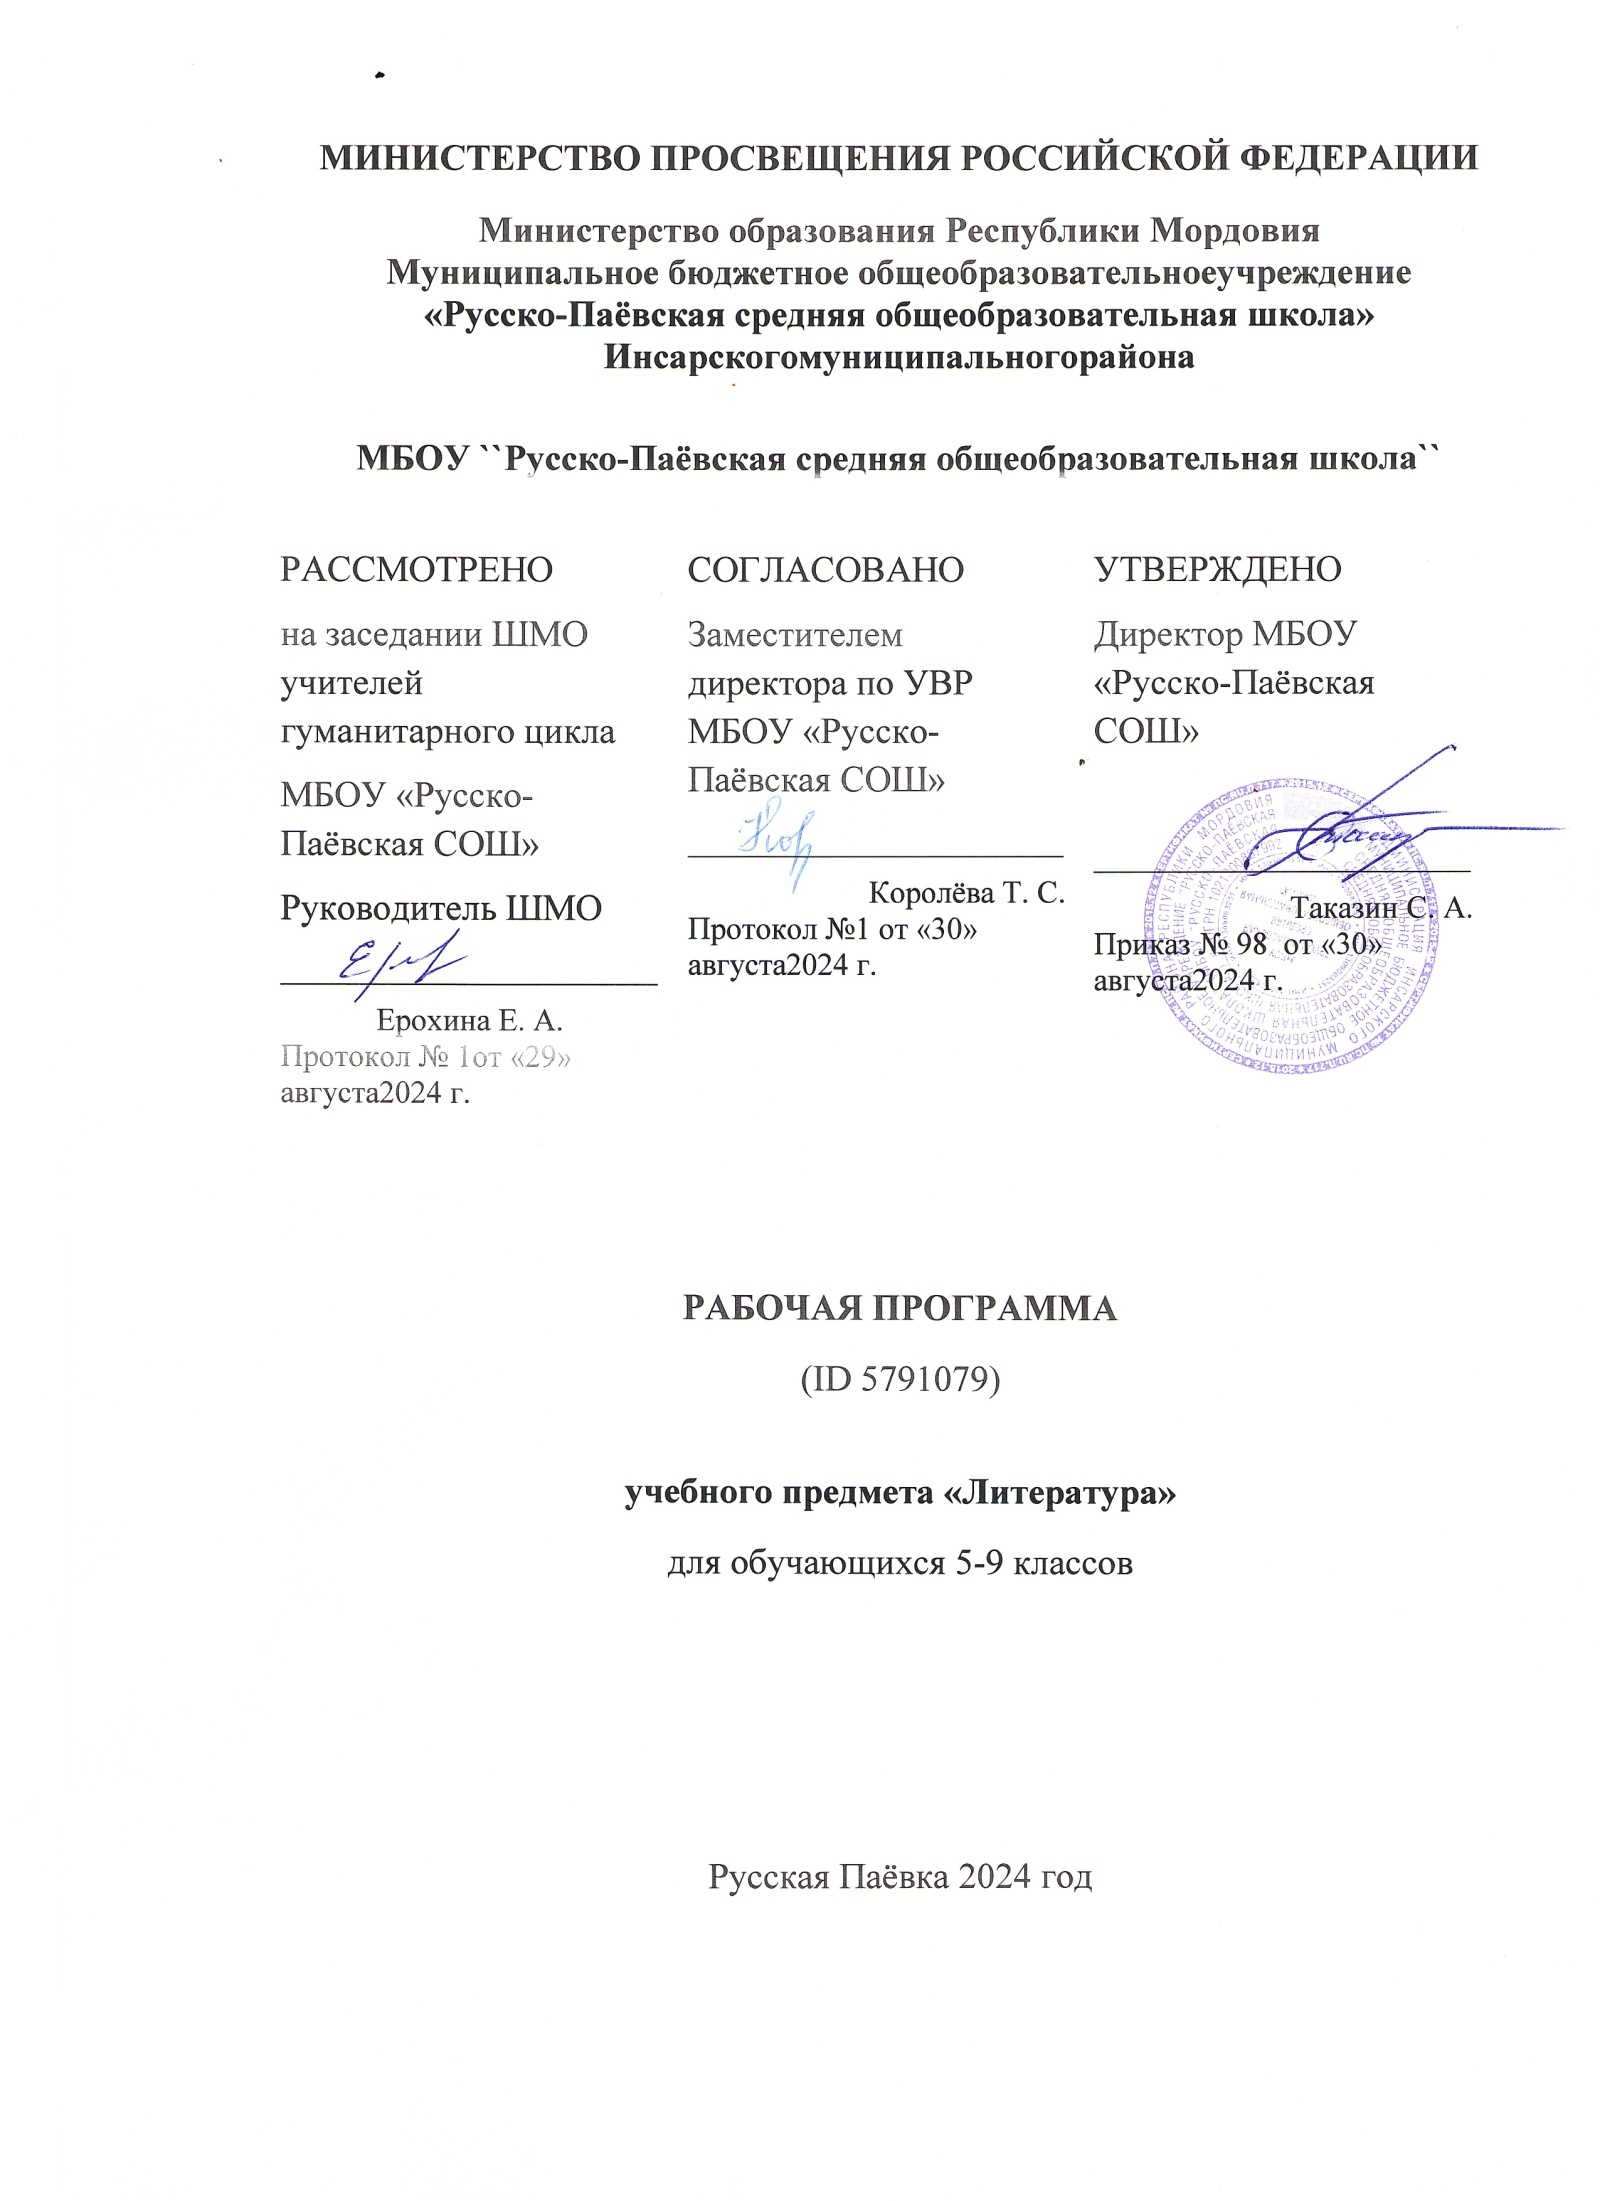 МИНИСТЕРСТВО ПРОСВЕЩЕНИЯ РОССИЙСКОЙ ФЕДЕРАЦИИ
Министерство образования Республики Мордовия
Муниципальное бюджетное общеобразовательноеучреждение
«Русско-Паёвская средняя общеобразовательная школа»
Инсарскогомуниципальногорайона
МБОУ ``Русско-Паёвская средняя общеобразовательная школа``
РАССМОТРЕНО
на заседании ШМО
учителей
гуманитарного цикла
МБОУ «Русско-
Паёвская СОШ»
Руководитель ШМО
Ерохина Е. А.
Протокол № 1от «29»
августа2024 г.
СОГЛАСОВАНО
Заместителем
директора по УВР
МБОУ «Русско-
Паёвская СОШ»
Королёва Т. С.
Протокол №1 от «30»
августа2024 г.
УТВЕРЖДЕНО
Директор МБОУ
«Русско-Паёвская
СОШ»
Таказин С. А.
Приказ № 98 от «30»
августа2024 г.
РАБОЧАЯ ПРОГРАММА
(ID 5791079)
учебного предмета «Литература»
для обучающихся 5-9 классов
Русская Паёвка 2024 год